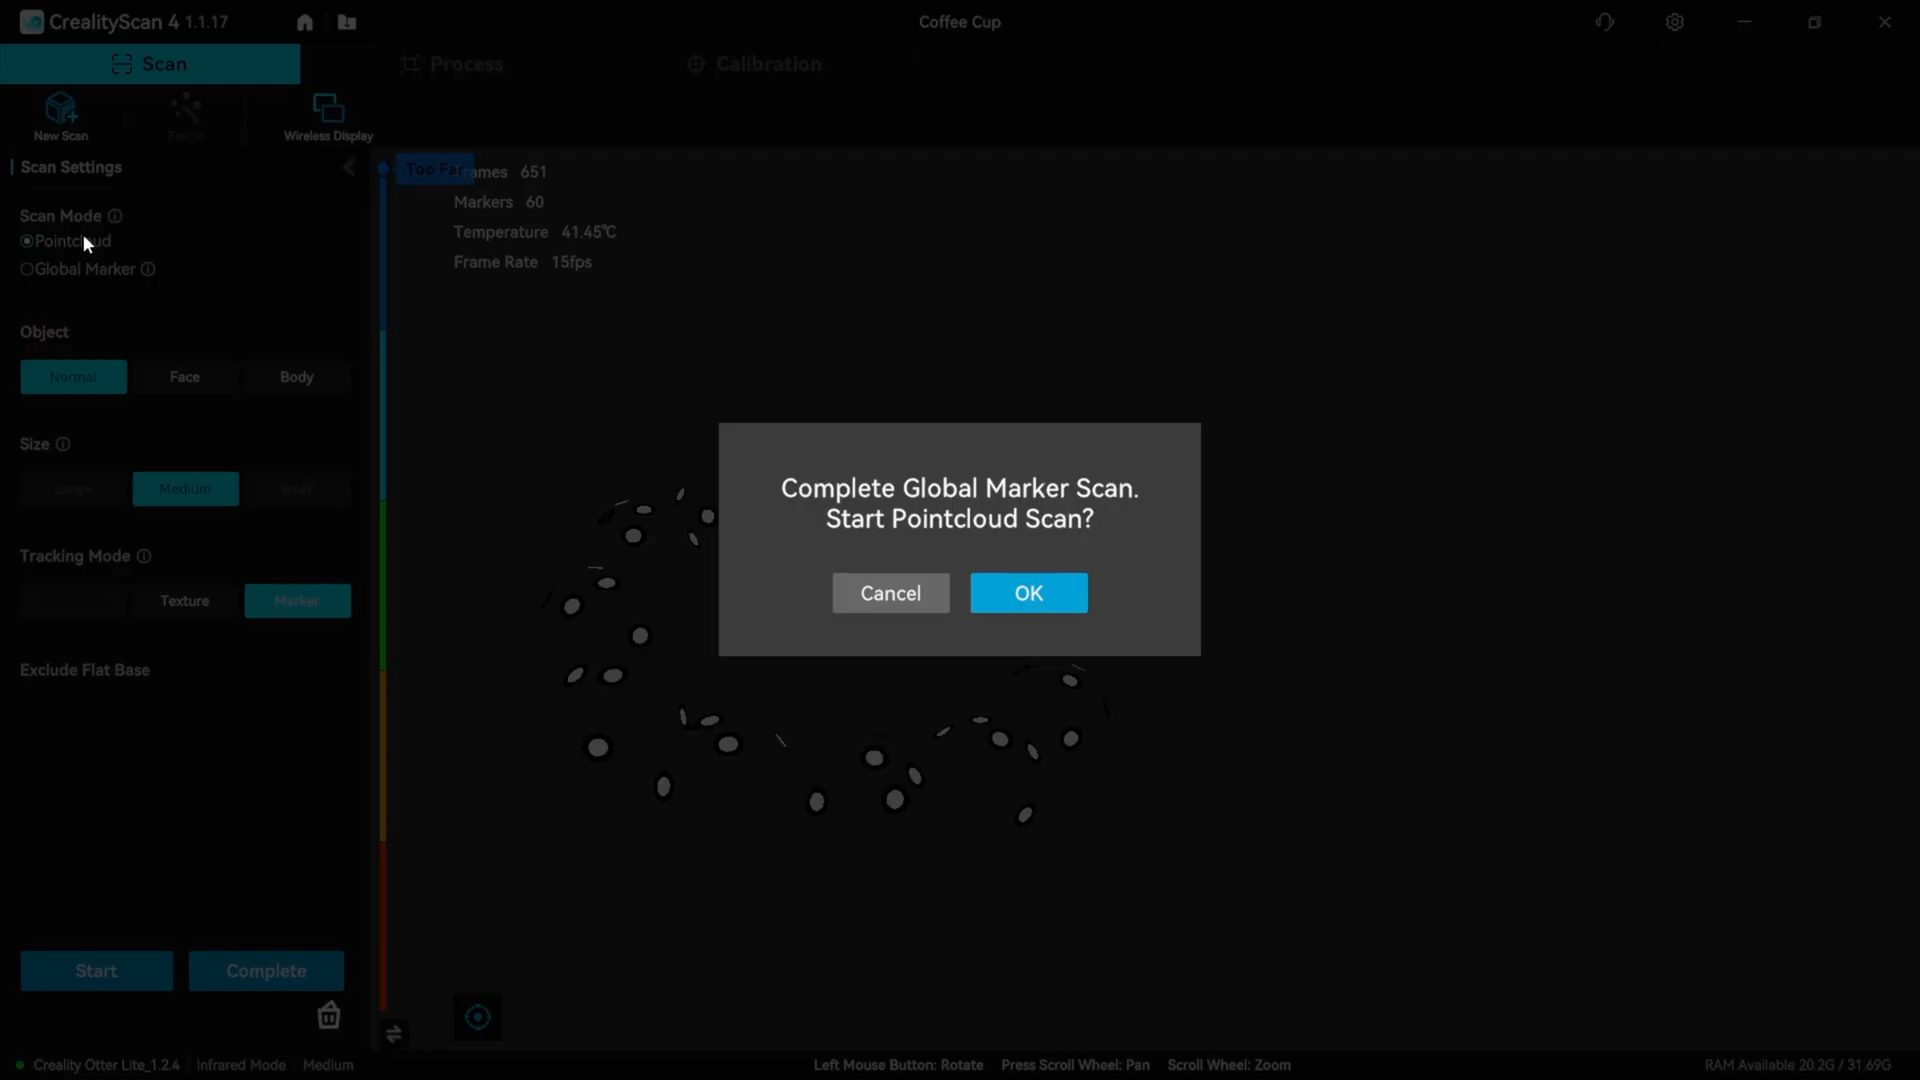 CrealityScan 4 1.1.17
Coffee Cup
Scan
Process
Calibration
New Scan
Wireless Display
Scan Settings
Too Far
Frames 651
Markers 60
Temperature 41.45℃
Frame Rate 15fps
Scan Mode
Pointcloud
Global Marker
Object
Normal
Face
Body
Size
Large
Medium
Small
Tracking Mode
Texture
Marker
Exclude Flat Base
Complete Global Marker Scan.
Start Pointcloud Scan?
Cancel
OK
Start
Complete
Creality Otter Lite_1.2.4
Infrared Mode
Medium
Left Mouse Button: Rotate
Press Scroll Wheel: Pan
Scroll Wheel: Zoom
RAM Available 20.2G / 31.69G